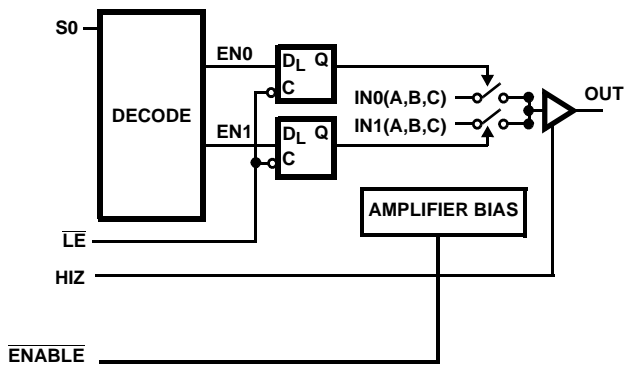 S0
DECODE
EN0
DL Q
C
IN0(A,B,C)
IN1(A,B,C)
OUT
EN1
DL Q
C
AMPLIFIER BIAS
LE
HIZ
ENABLE